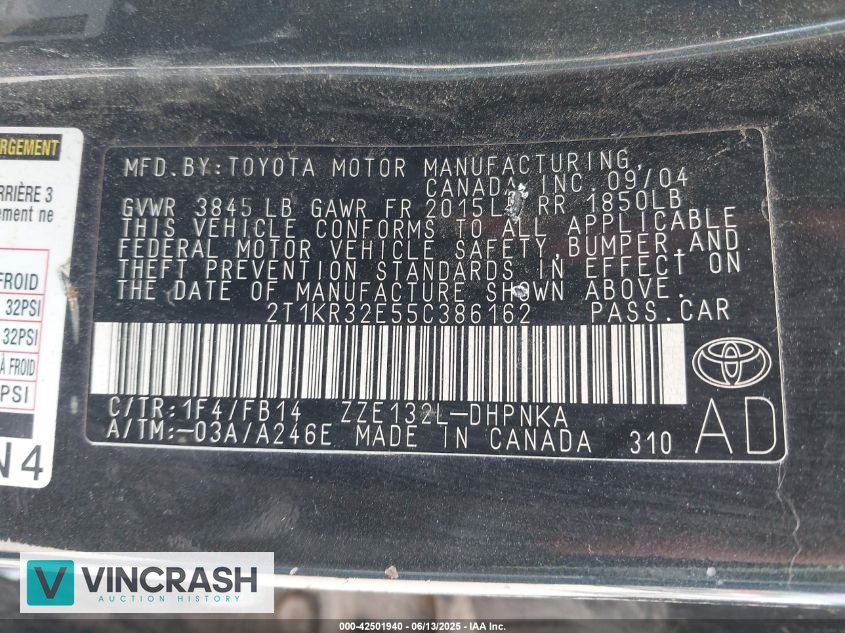 RGEMENT
RRIÈRE 3
ement ne
FROID
32PSI
32PSI
À FROID
PSI
N 4
MFD. BY: TOYOTA MOTOR MANUFACTURING,
CANADA, INC. 09/04
GVWR 3845 LB GAWR FR 2015LB RR 1850LB
THIS VEHICLE CONFORMS TO ALL APPLICABLE
FEDERAL MOTOR VEHICLE SAFETY, BUMPER, AND
THEFT PREVENTION STANDARDS IN EFFECT ON
THE DATE OF MANUFACTURE SHOWN ABOVE.
2T1KR32E55C386162 PASS. CAR
C/TR: 1F4/FB14 ZZE132L-DHPNKA
A/TM: -03A/A246E MADE IN CANADA 310 AD
V VINCRASH
AUCTION HISTORY
000-42501940 - 06/13/2025 - IAA Inc.